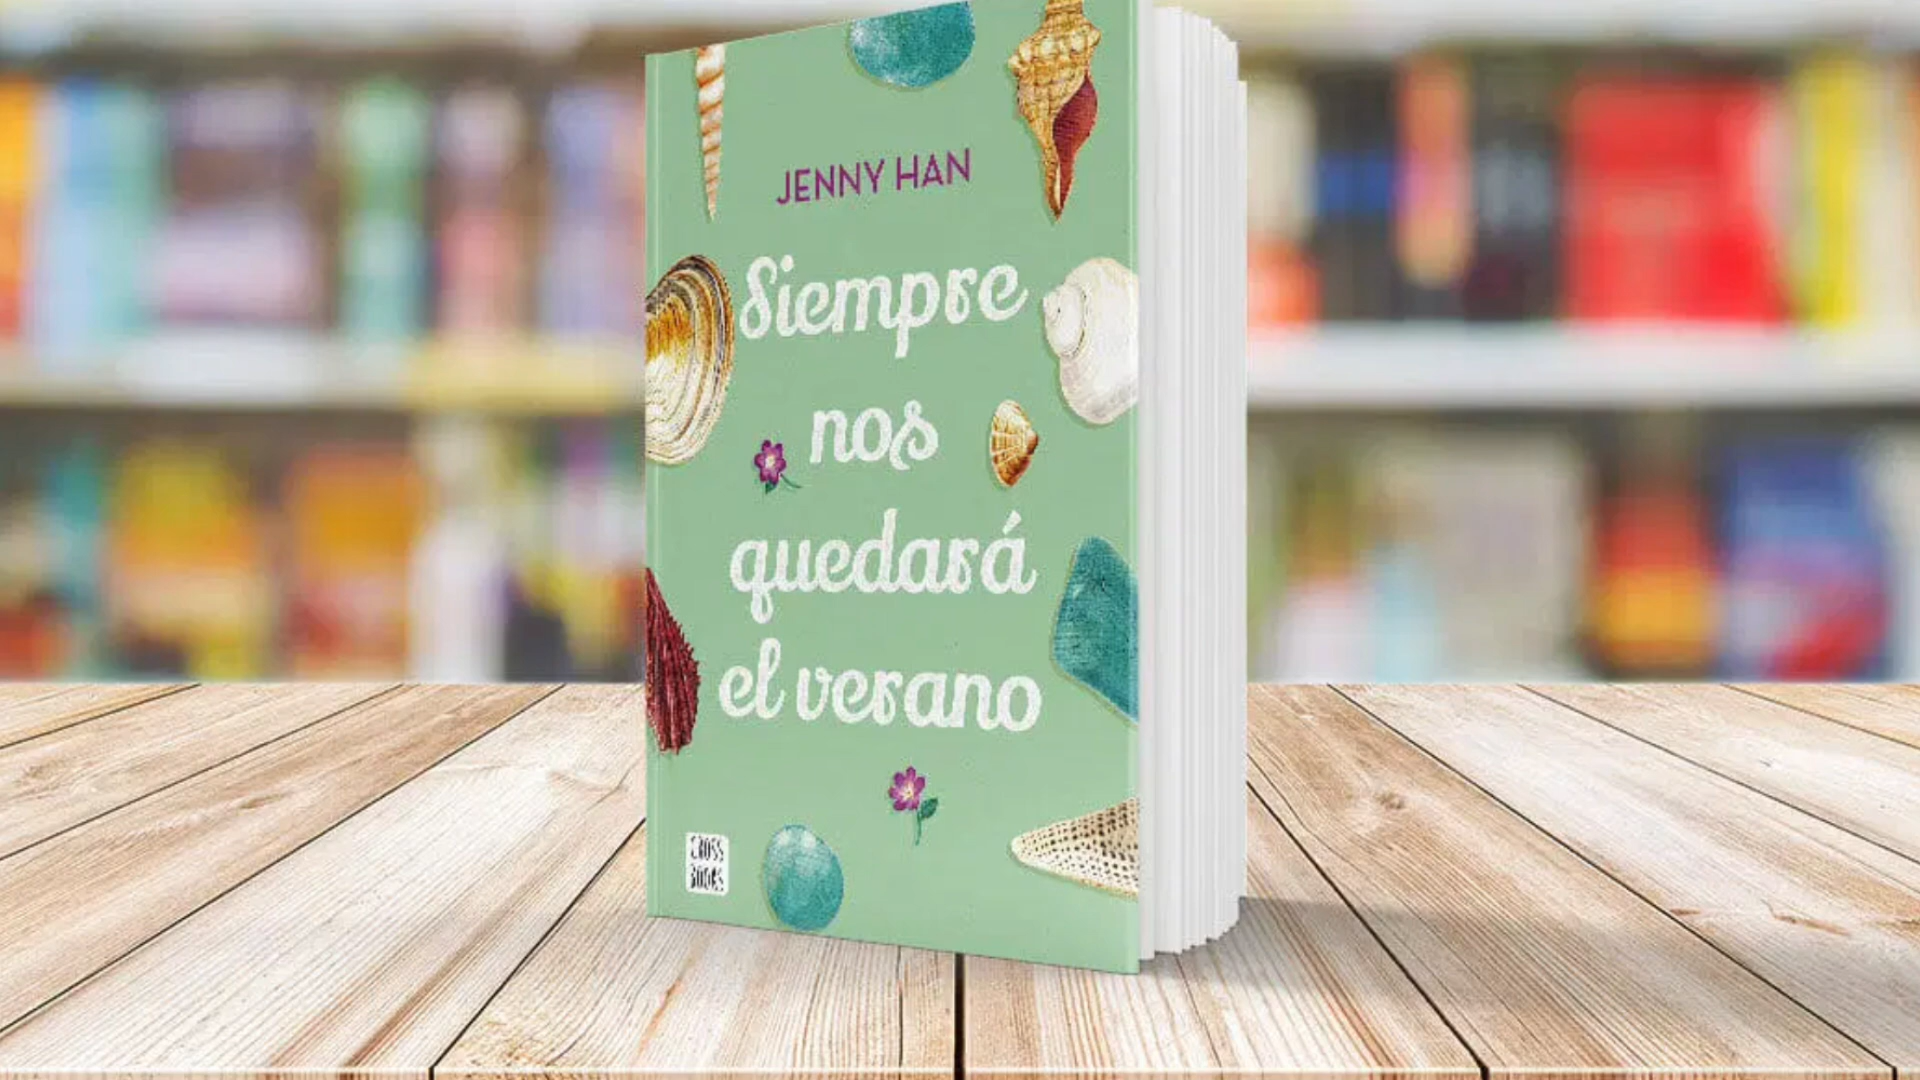 JENNY HAN
Siempre
nos
quedará
el verano
CROSS
BOOKS